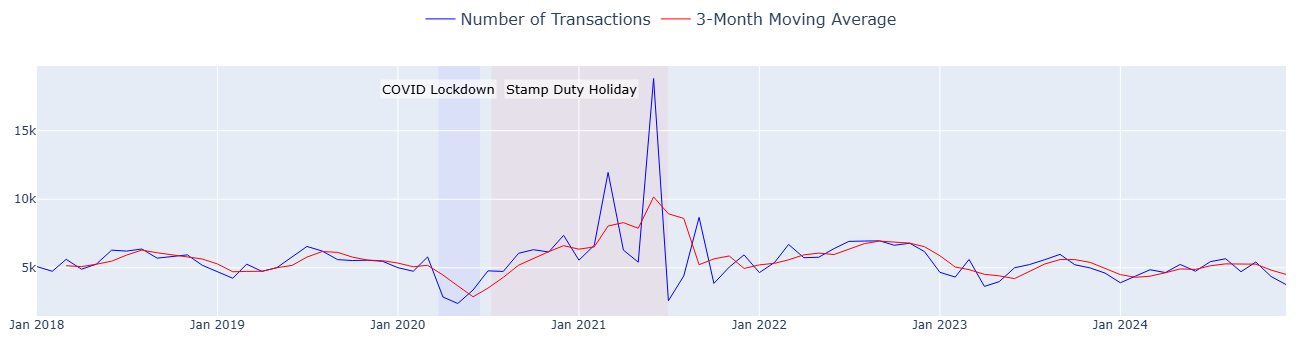 Number of Transactions 3-Month Moving Average
COVID Lockdown Stamp Duty Holiday
15k
10k
5k
Jan 2018 Jan 2019 Jan 2020 Jan 2021 Jan 2022 Jan 2023 Jan 2024